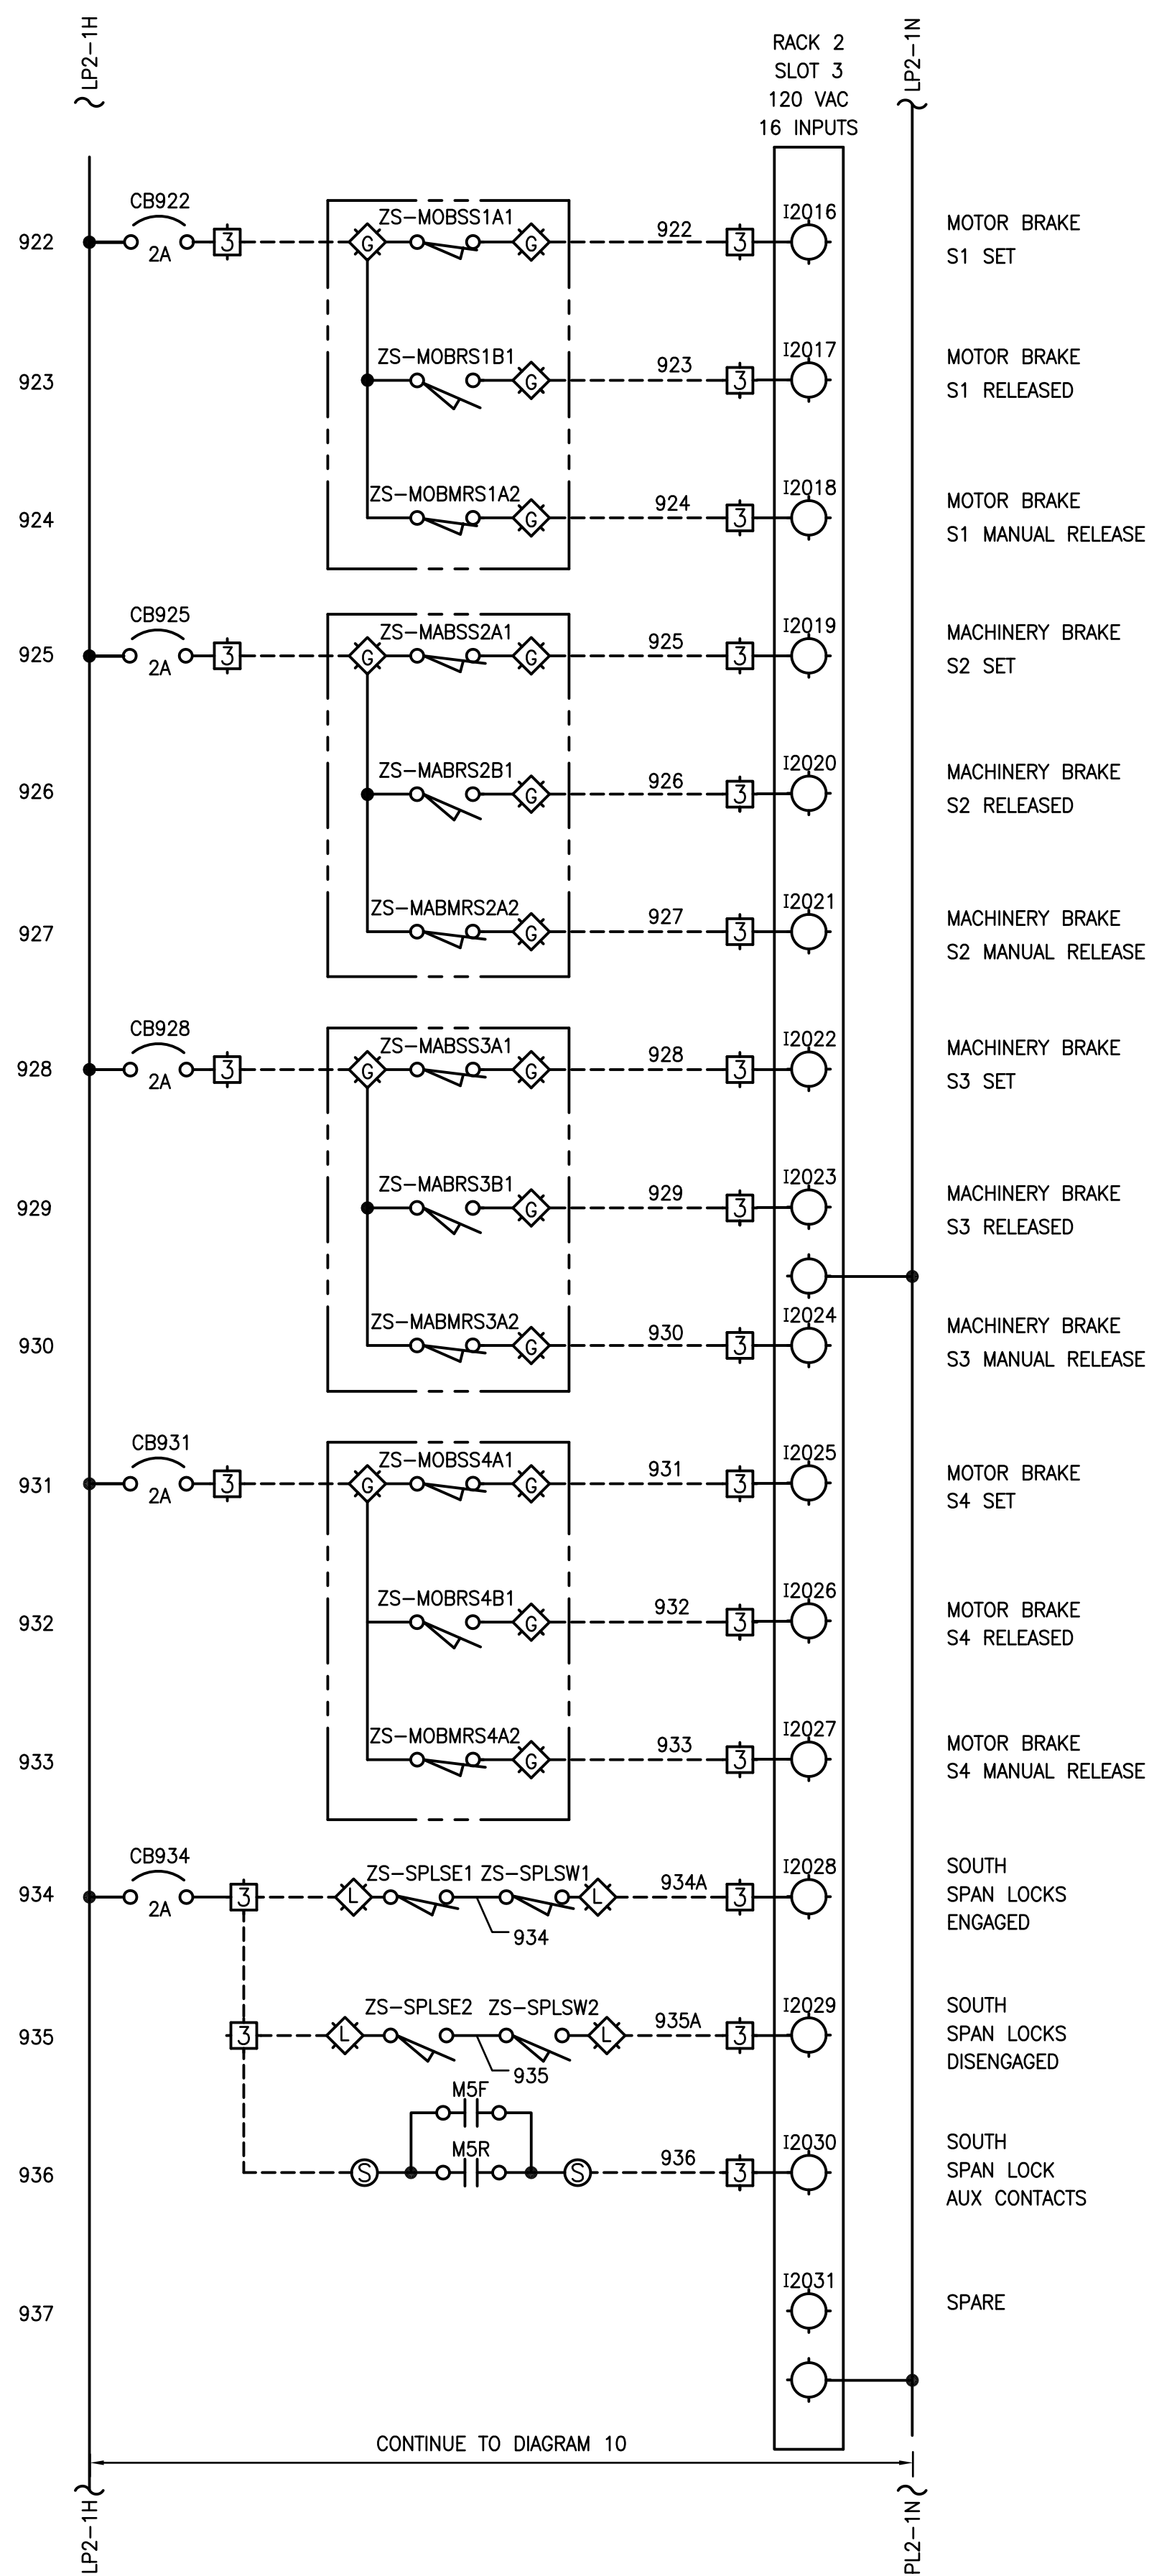 LP2-1H
LP2-1N
RACK 2
SLOT 3
120 VAC
16 INPUTS
CB922
ZS-MOBSS1A1
I2016
MOTOR BRAKE
922
2A
3
G
G
922
3
S1 SET
ZS-MOBRS1B1
I2017
MOTOR BRAKE
923
G
923
3
S1 RELEASED
ZS-MOBMRS1A2
I2018
MOTOR BRAKE
924
G
924
3
S1 MANUAL RELEASE
CB925
ZS-MABSS2A1
I2019
MACHINERY BRAKE
925
2A
3
G
G
925
3
S2 SET
ZS-MABRS2B1
I2020
MACHINERY BRAKE
926
G
926
3
S2 RELEASED
ZS-MABMRS2A2
I2021
MACHINERY BRAKE
927
G
927
3
S2 MANUAL RELEASE
CB928
ZS-MABSS3A1
I2022
MACHINERY BRAKE
928
2A
3
G
G
928
3
S3 SET
ZS-MABRS3B1
I2023
MACHINERY BRAKE
929
G
929
3
S3 RELEASED
ZS-MABMRS3A2
I2024
MACHINERY BRAKE
930
G
930
3
S3 MANUAL RELEASE
CB931
ZS-MOBSS4A1
I2025
MOTOR BRAKE
931
2A
3
G
G
931
3
S4 SET
ZS-MOBRS4B1
I2026
MOTOR BRAKE
932
G
932
3
S4 RELEASED
ZS-MOBMRS4A2
I2027
MOTOR BRAKE
933
G
933
3
S4 MANUAL RELEASE
CB934
ZS-SPLSE1 ZS-SPLSW1
I2028
SOUTH
934
2A
3
L
L
934A
3
SPAN LOCKS
934
ENGAGED
ZS-SPLSE2 ZS-SPLSW2
I2029
SOUTH
935
3
L
L
935A
3
SPAN LOCKS
935
DISENGAGED
M5F
M5R
I2030
SOUTH
936
S
S
936
3
SPAN LOCK
AUX CONTACTS
I2031
937
SPARE
CONTINUE TO DIAGRAM 10
LP2-1H
PL2-1N